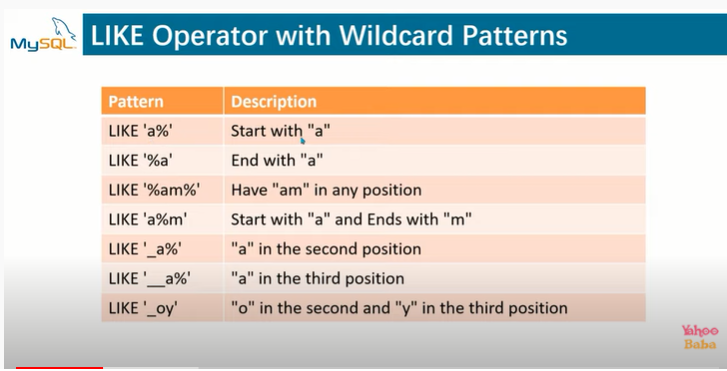 MySQL
LIKE Operator with Wildcard Patterns
Pattern Description
LIKE 'a%' Start with "a"
LIKE '%a' End with "a"
LIKE '%am%' Have "am" in any position
LIKE 'a%m' Start with "a" and Ends with "m"
LIKE '_a%' "a" in the second position
LIKE '__a%' "a" in the third position
LIKE '_oy' "o" in the second and "y" in the third position
Yahoo
Baba